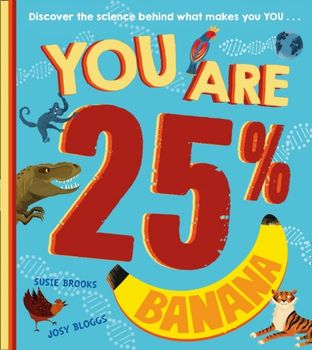 Discover the science behind what makes you YOU . . .
YOU ARE
25%
BANANA
SUSIE BROOKS
JOSY BLOGGS